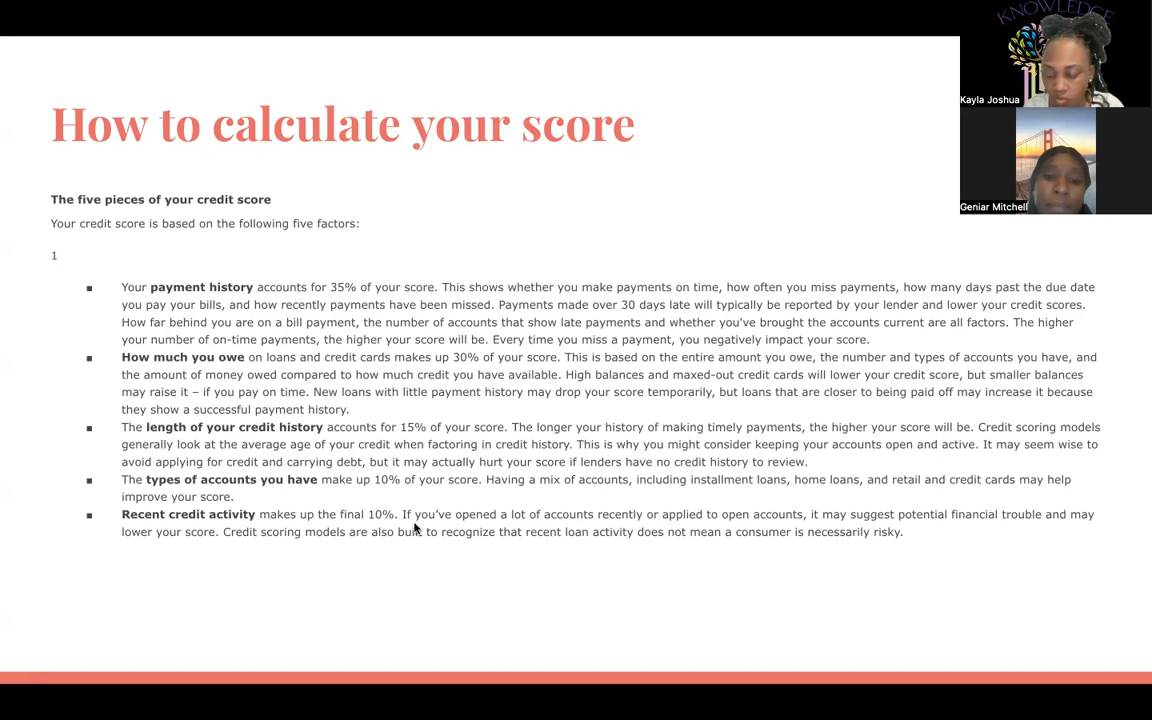 KNOWLEDGE
Kayla Joshua
Geniar Mitchell
How to calculate your score
The five pieces of your credit score
Your credit score is based on the following five factors:
1
▪ Your payment history accounts for 35% of your score. This shows whether you make payments on time, how often you miss payments, how many days past the due date
you pay your bills, and how recently payments have been missed. Payments made over 30 days late will typically be reported by your lender and lower your credit scores.
How far behind you are on a bill payment, the number of accounts that show late payments and whether you've brought the accounts current are all factors. The higher
your number of on-time payments, the higher your score will be. Every time you miss a payment, you negatively impact your score.
▪ How much you owe on loans and credit cards makes up 30% of your score. This is based on the entire amount you owe, the number and types of accounts you have, and
the amount of money owed compared to how much credit you have available. High balances and maxed-out credit cards will lower your credit score, but smaller balances
may raise it – if you pay on time. New loans with little payment history may drop your score temporarily, but loans that are closer to being paid off may increase it because
they show a successful payment history.
▪ The length of your credit history accounts for 15% of your score. The longer your history of making timely payments, the higher your score will be. Credit scoring models
generally look at the average age of your credit when factoring in credit history. This is why you might consider keeping your accounts open and active. It may seem wise to
avoid applying for credit and carrying debt, but it may actually hurt your score if lenders have no credit history to review.
▪ The types of accounts you have make up 10% of your score. Having a mix of accounts, including installment loans, home loans, and retail and credit cards may help
improve your score.
▪ Recent credit activity makes up the final 10%. If you’ve opened a lot of accounts recently or applied to open accounts, it may suggest potential financial trouble and may
lower your score. Credit scoring models are also built to recognize that recent loan activity does not mean a consumer is necessarily risky.